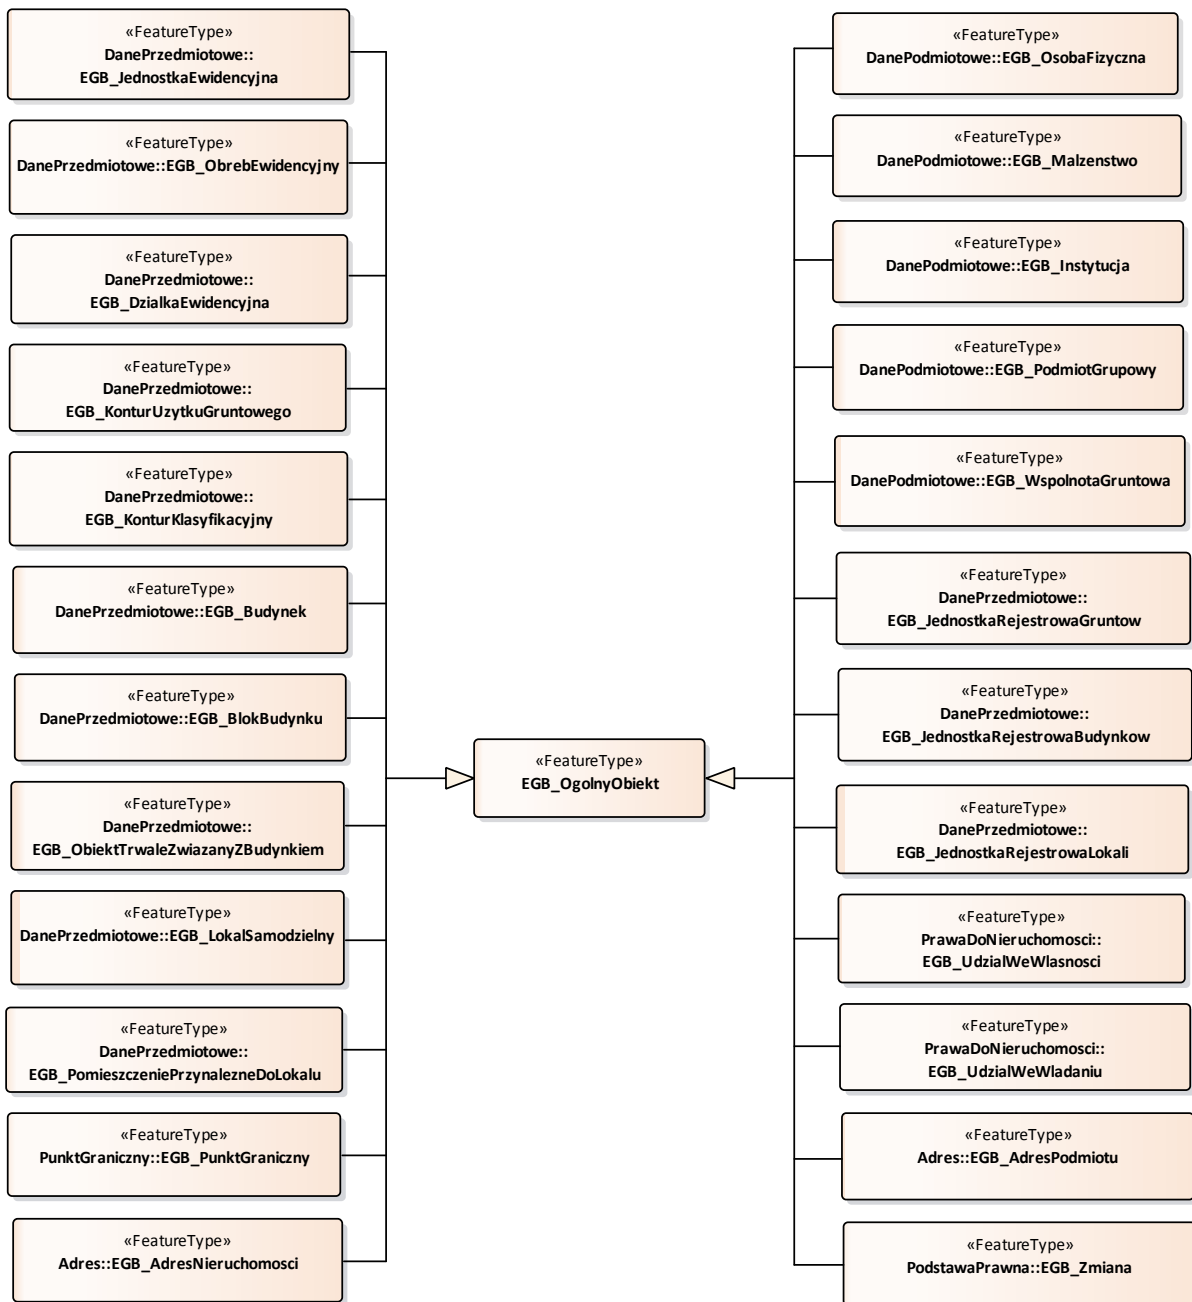 «FeatureType»
DanePrzedmiotowe::
EGB_JednostkaEwidencyjna
«FeatureType»
DanePrzedmiotowe::EGB_ObrebEwidencyjny
«FeatureType»
DanePrzedmiotowe::
EGB_DzialkaEwidencyjna
«FeatureType»
DanePrzedmiotowe::
EGB_KonturUzytkuGruntowego
«FeatureType»
DanePrzedmiotowe::
EGB_KonturKlasyfikacyjny
«FeatureType»
DanePrzedmiotowe::EGB_Budynek
«FeatureType»
DanePrzedmiotowe::EGB_BlokBudynku
«FeatureType»
DanePrzedmiotowe::
EGB_ObiektTrwaleZwiazanyZBudynkiem
«FeatureType»
DanePrzedmiotowe::EGB_LokalSamodzielny
«FeatureType»
DanePrzedmiotowe::
EGB_PomieszczeniePrzynalezneDoLokalu
«FeatureType»
PunktGraniczny::EGB_PunktGraniczny
«FeatureType»
Adres::EGB_AdresNieruchomosci
«FeatureType»
EGB_OgolnyObiekt
«FeatureType»
DanePodmiotowe::EGB_OsobaFizyczna
«FeatureType»
DanePodmiotowe::EGB_Malzenstwo
«FeatureType»
DanePodmiotowe::EGB_Instytucja
«FeatureType»
DanePodmiotowe::EGB_PodmiotGrupowy
«FeatureType»
DanePodmiotowe::EGB_WspolnotaGruntowa
«FeatureType»
DanePrzedmiotowe::
EGB_JednostkaRejestrowaGruntow
«FeatureType»
DanePrzedmiotowe::
EGB_JednostkaRejestrowaBudynkow
«FeatureType»
DanePrzedmiotowe::
EGB_JednostkaRejestrowaLokali
«FeatureType»
PrawaDoNieruchomosci::
EGB_UdzialWeWlasnosci
«FeatureType»
PrawaDoNieruchomosci::
EGB_UdzialWeWladaniu
«FeatureType»
Adres::EGB_AdresPodmiotu
«FeatureType»
PodstawaPrawna::EGB_Zmiana